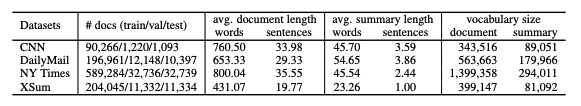 Datasets # docs (train/val/test) avg. document length avg. summary length vocabulary size
words sentences words sentences document summary
CNN 90,266/1,220/1,093 760.50 33.98 45.70 3.59 343,516 89,051
DailyMail 196,961/12,148/10,397 653.33 29.33 54.65 3.86 563,663 179,966
NY Times 589,284/32,736/32,739 800.04 35.55 45.54 2.44 1,399,358 294,011
XSum 204,045/11,332/11,334 431.07 19.77 23.26 1.00 399,147 81,092